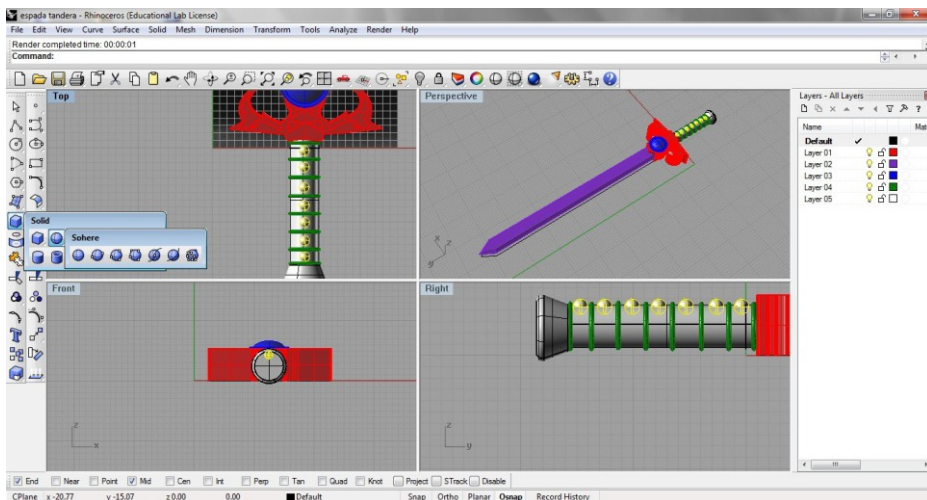 espada tandera - Rhinoceros (Educational Lab License)
File Edit View Curve Surface Solid Mesh Dimension Transform Tools Analyze Render Help
Render completed time: 00:00:01
Command:
Top
Perspective
Layers - All Layers
Name Mat
Default
Layer 01
Layer 02
Layer 03
Layer 04
Layer 05
Solid
Sphere
Front
Right
z
x
y
z
x
z
y
End Near Point Mid Cen Int Perp Tan Quad Knot Project STrack Disable
CPlane x -20.77 y -15.07 z 0.00 0.00 Default Snap Ortho Planar Osnap Record History